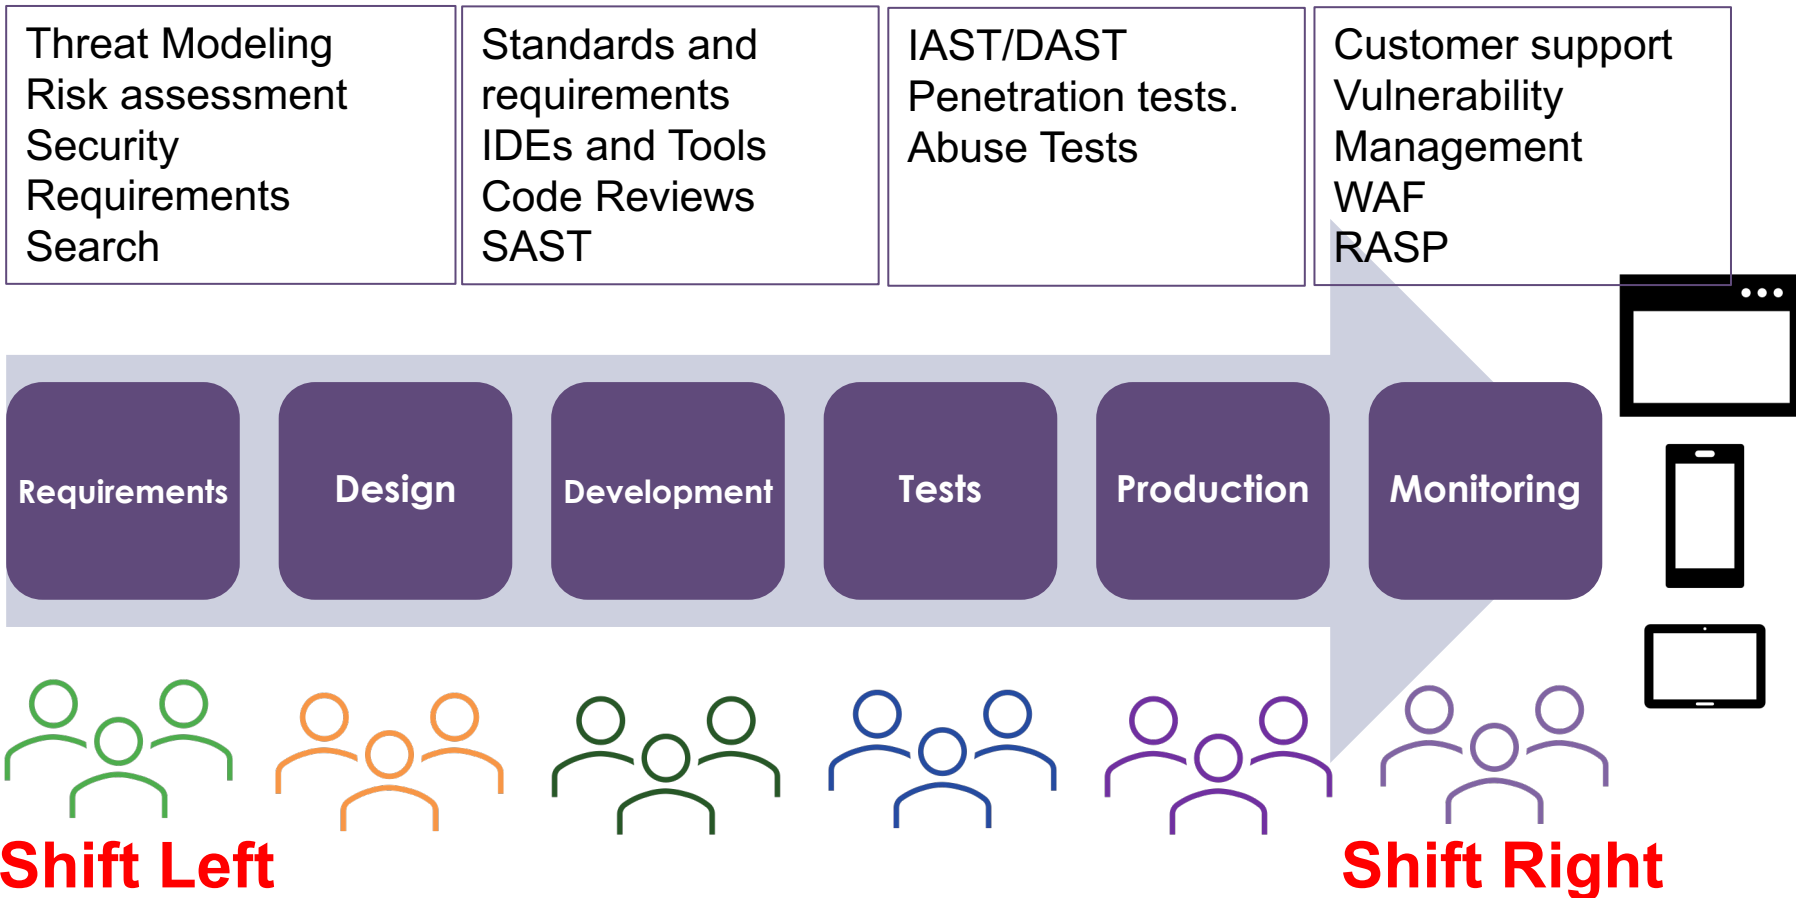 Threat Modeling
Risk assessment
Security
Requirements
Search
Standards and
requirements
IDEs and Tools
Code Reviews
SAST
IAST/DAST
Penetration tests.
Abuse Tests
Customer support
Vulnerability
Management
WAF
RASP
Requirements
Design
Development
Tests
Production
Monitoring
Shift Left
Shift Right